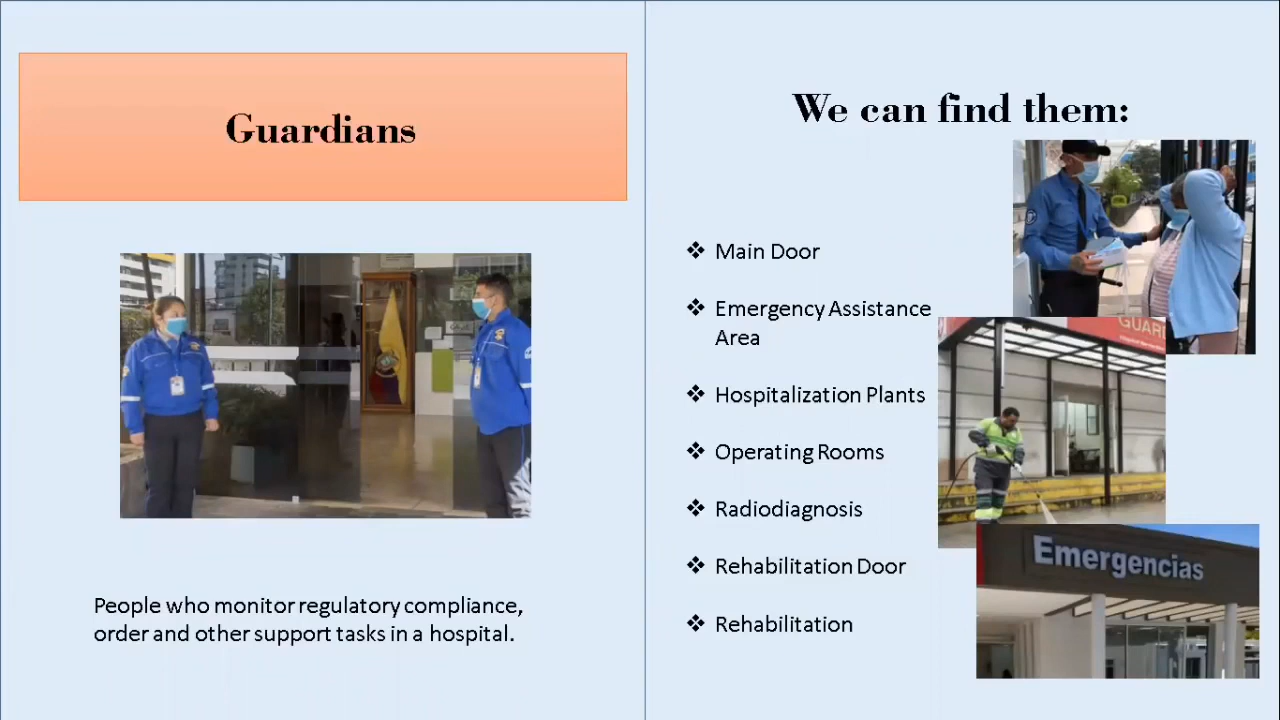 Guardians
People who monitor regulatory compliance,
order and other support tasks in a hospital.
We can find them:
Main Door
Emergency Assistance
Area
Hospitalization Plants
Operating Rooms
Radiodiagnosis
Rehabilitation Door
Rehabilitation
GUAR
Emergencias